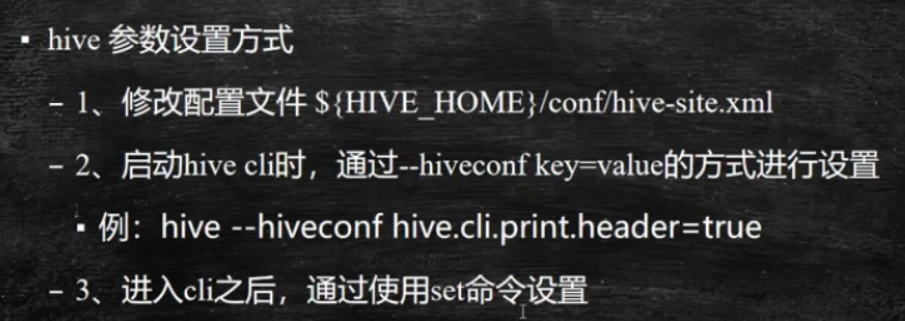 ▪ hive 参数设置方式
– 1、修改配置文件 ${HIVE_HOME}/conf/hive-site.xml
– 2、启动hive cli时，通过--hiveconf key=value的方式进行设置
▪ 例：hive --hiveconf hive.cli.print.header=true
– 3、进入cli之后，通过使用set命令设置